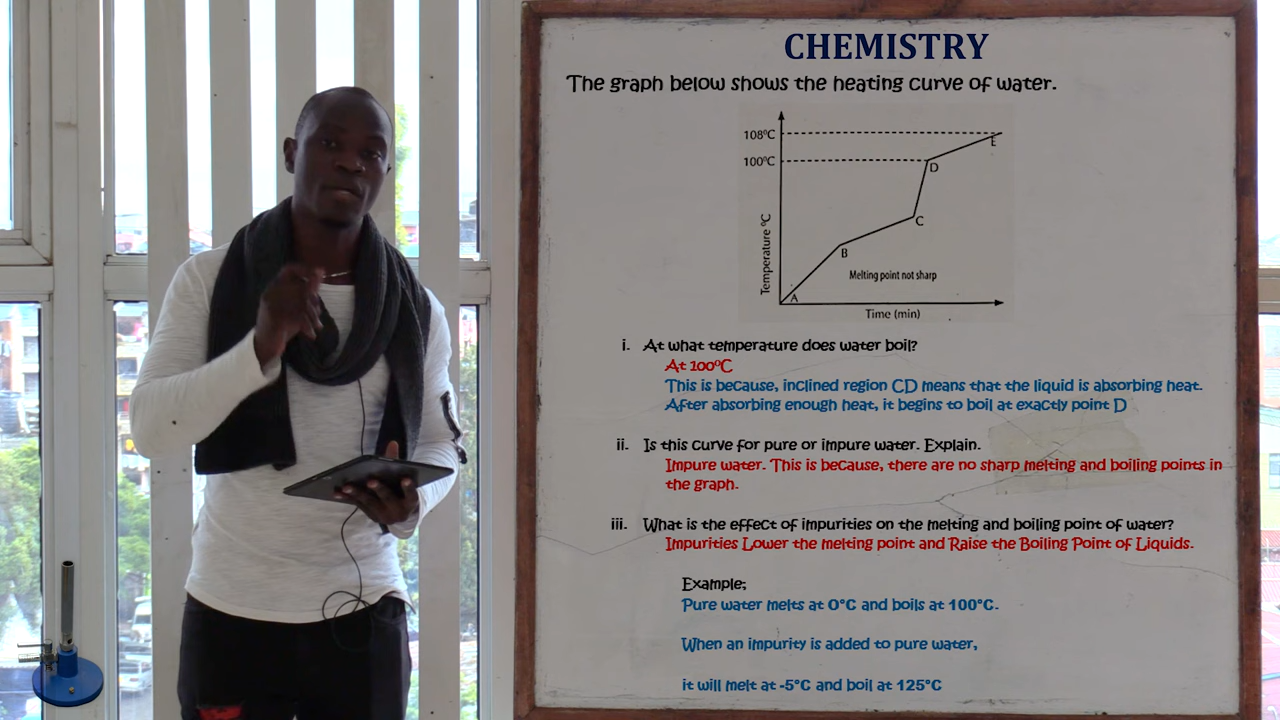 CHEMISTRY
The graph below shows the heating curve of water.
108⁰C
100⁰C
E
D
C
B
A
Melting point not sharp
Temperature ⁰C
Time (min)
i. At what temperature does water boil?
At 100⁰C
This is because, inclined region CD means that the liquid is absorbing heat.
After absorbing enough heat, it begins to boil at exactly point D
ii. Is this curve for pure or impure water. Explain.
Impure water. This is because, there are no sharp melting and boiling points in
the graph.
iii. What is the effect of impurities on the melting and boiling point of water?
Impurities Lower the melting point and Raise the Boiling Point of Liquids.
Example;
Pure water melts at 0°C and boils at 100°C.
When an impurity is added to pure water,
it will melt at -5°C and boil at 125°C